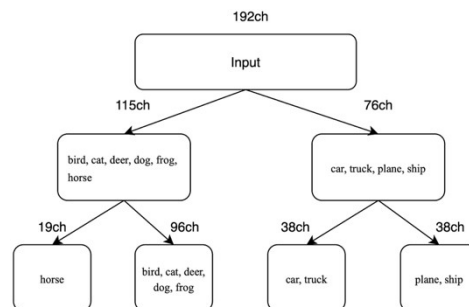 192ch
Input
115ch
76ch
bird, cat, deer, dog, frog,
horse
car, truck, plane, ship
19ch
96ch
38ch
38ch
horse
bird, cat, deer,
dog, frog
car, truck
plane, ship